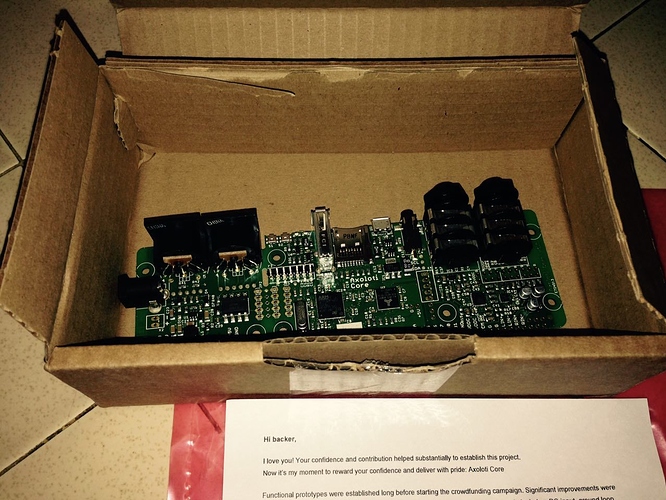 Axoloti
Core
Hi backer,
I love you! Your confidence and contribution helped substantially to establish this project.
Now it's my moment to reward your confidence and deliver with pride: Axoloti Core
Functional prototypes were established long before starting the crowdfunding campaign. Significant improvements were